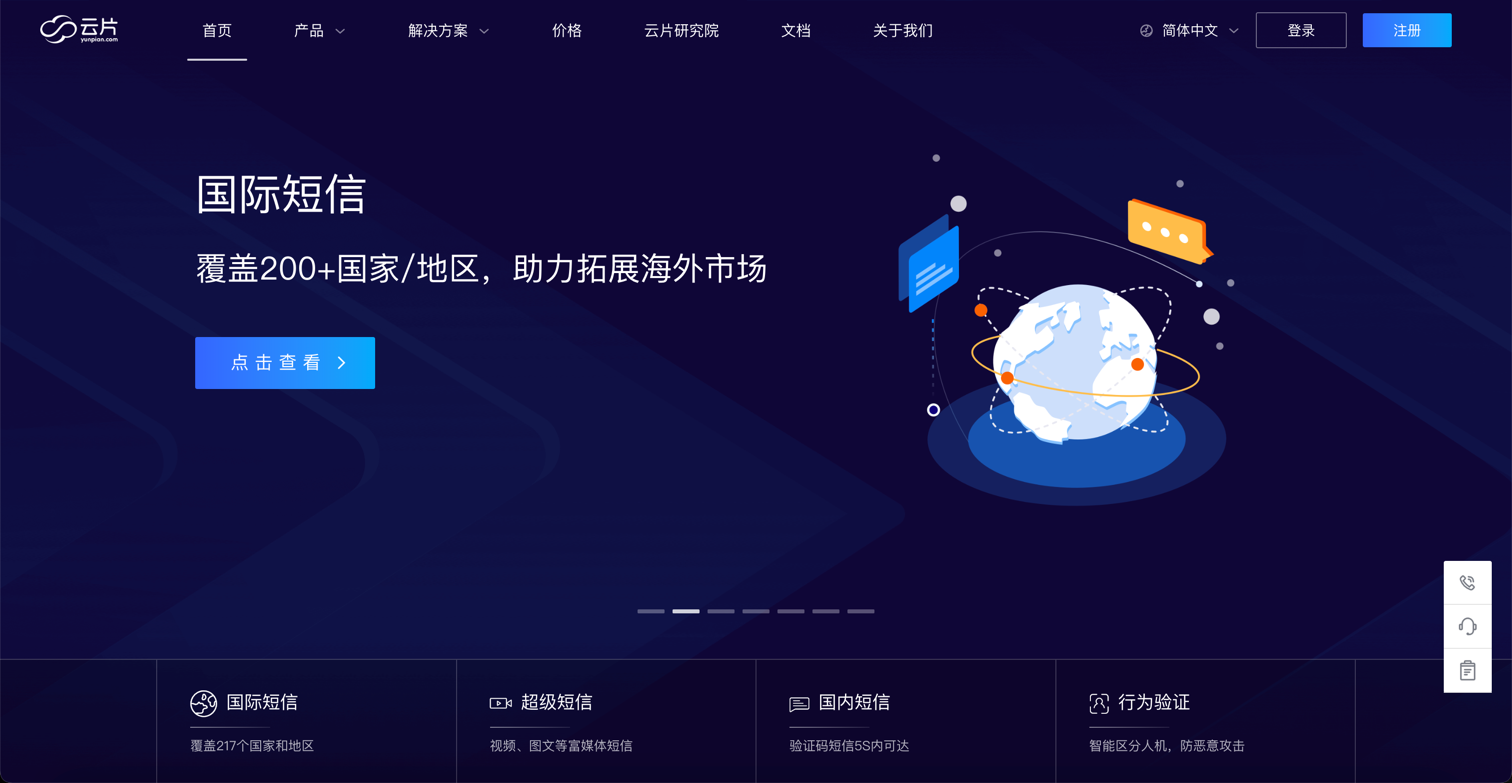 云片
yunpian.com
首页 产品 解决方案 价格 云片研究院 文档 关于我们 简体中文 登录 注册
国际短信
覆盖200+国家/地区，助力拓展海外市场
点击查看
国际短信
覆盖217个国家和地区
超级短信
视频、图文等富媒体短信
国内短信
验证码短信5S内可达
行为验证
智能区分人机，防恶意攻击